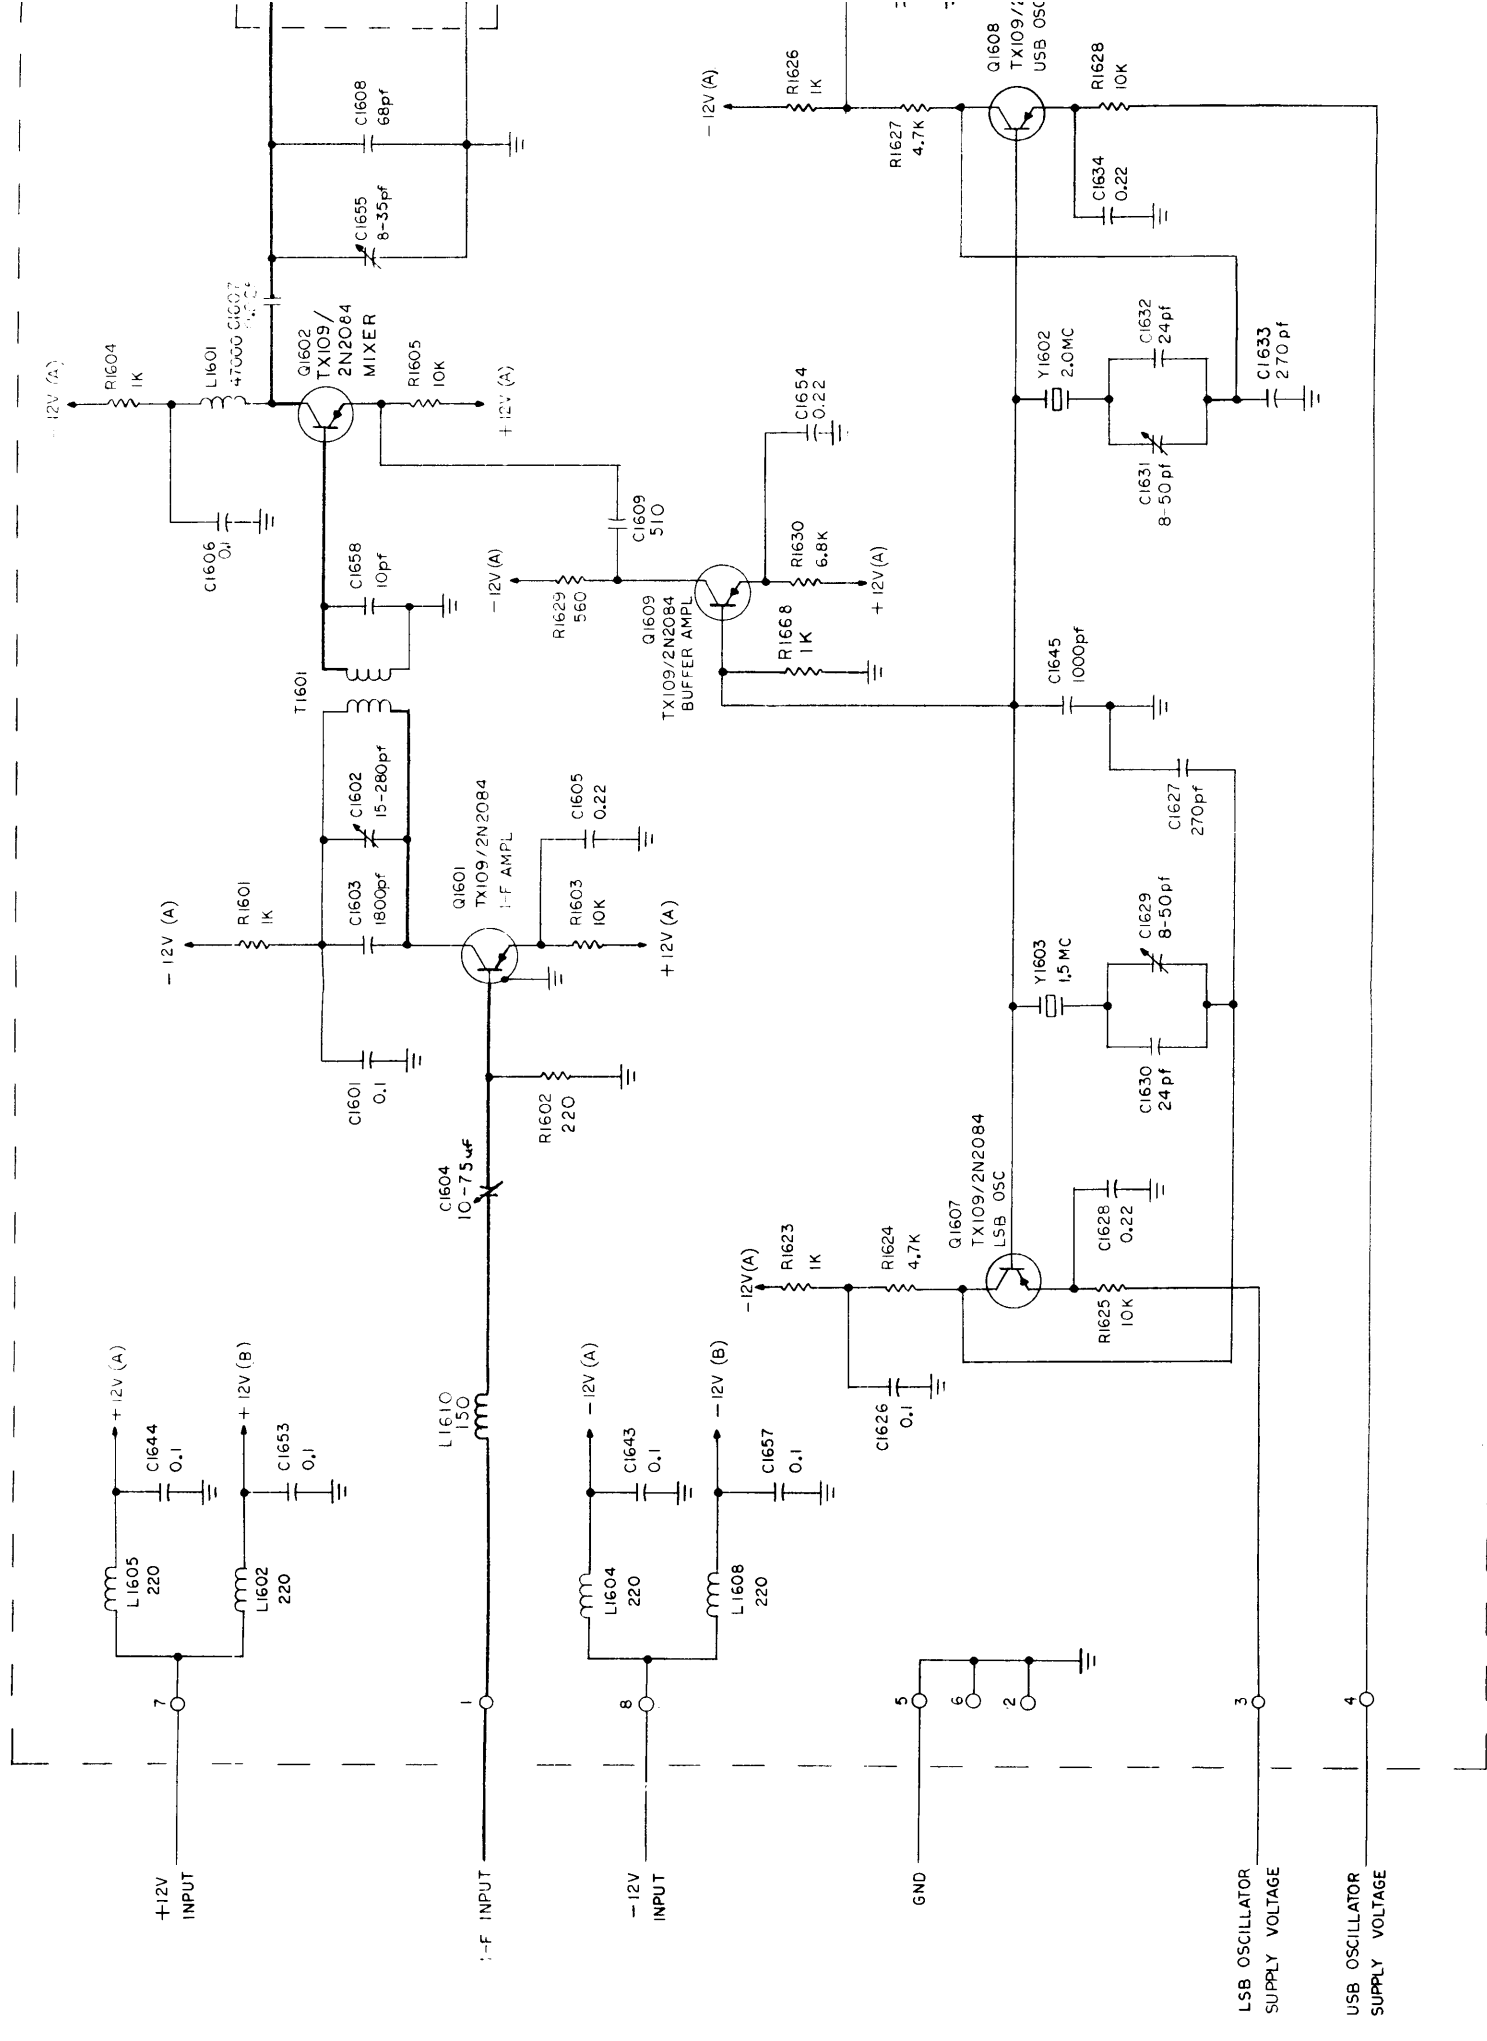 +12V
INPUT
7
L1605
220
C1644
0.1
+12V (A)
L1602
220
C1653
0.1
+12V (B)
I-F INPUT
1
L1610
150
C1604
10-75uf
R1602
220
C1601
0.1
-12V (A)
R1601
1K
C1603
1800pf
C1602
15-280pf
T1601
Q1601
TX109/2N2084
I-F AMPL
R1603
10K
C1605
0.22
+12V (A)
C1658
10pf
C1606
0.1
-12V (A)
R1604
1K
L1601
47000
C1607
Q1602
TX109/
2N2084
MIXER
R1605
10K
+12V (A)
C1655
8-35pf
C1608
68pf
-12V
INPUT
8
L1604
220
C1643
0.1
-12V (A)
L1608
220
C1657
0.1
-12V (B)
-12V (A)
R1629
560
C1609
510
Q1609
TX109/2N2084
BUFFER AMPL
R1668
1K
R1630
6.8K
+12V (A)
C1654
0.22
GND
5
6
2
-12V(A)
R1623
1K
R1624
4.7K
C1626
0.1
Q1607
TX109/2N2084
LSB OSC
R1625
10K
C1628
0.22
Y1603
1.5 MC
C1630
24pf
C1629
8-50pf
C1627
270pf
C1645
1000pf
Y1602
2.0MC
C1631
8-50pf
C1632
24pf
C1633
270pf
-12V (A)
R1626
1K
R1627
4.7K
Q1608
TX109/
USB OSC
R1628
10K
C1634
0.22
LSB OSCILLATOR
SUPPLY VOLTAGE
3
USB OSCILLATOR
SUPPLY VOLTAGE
4